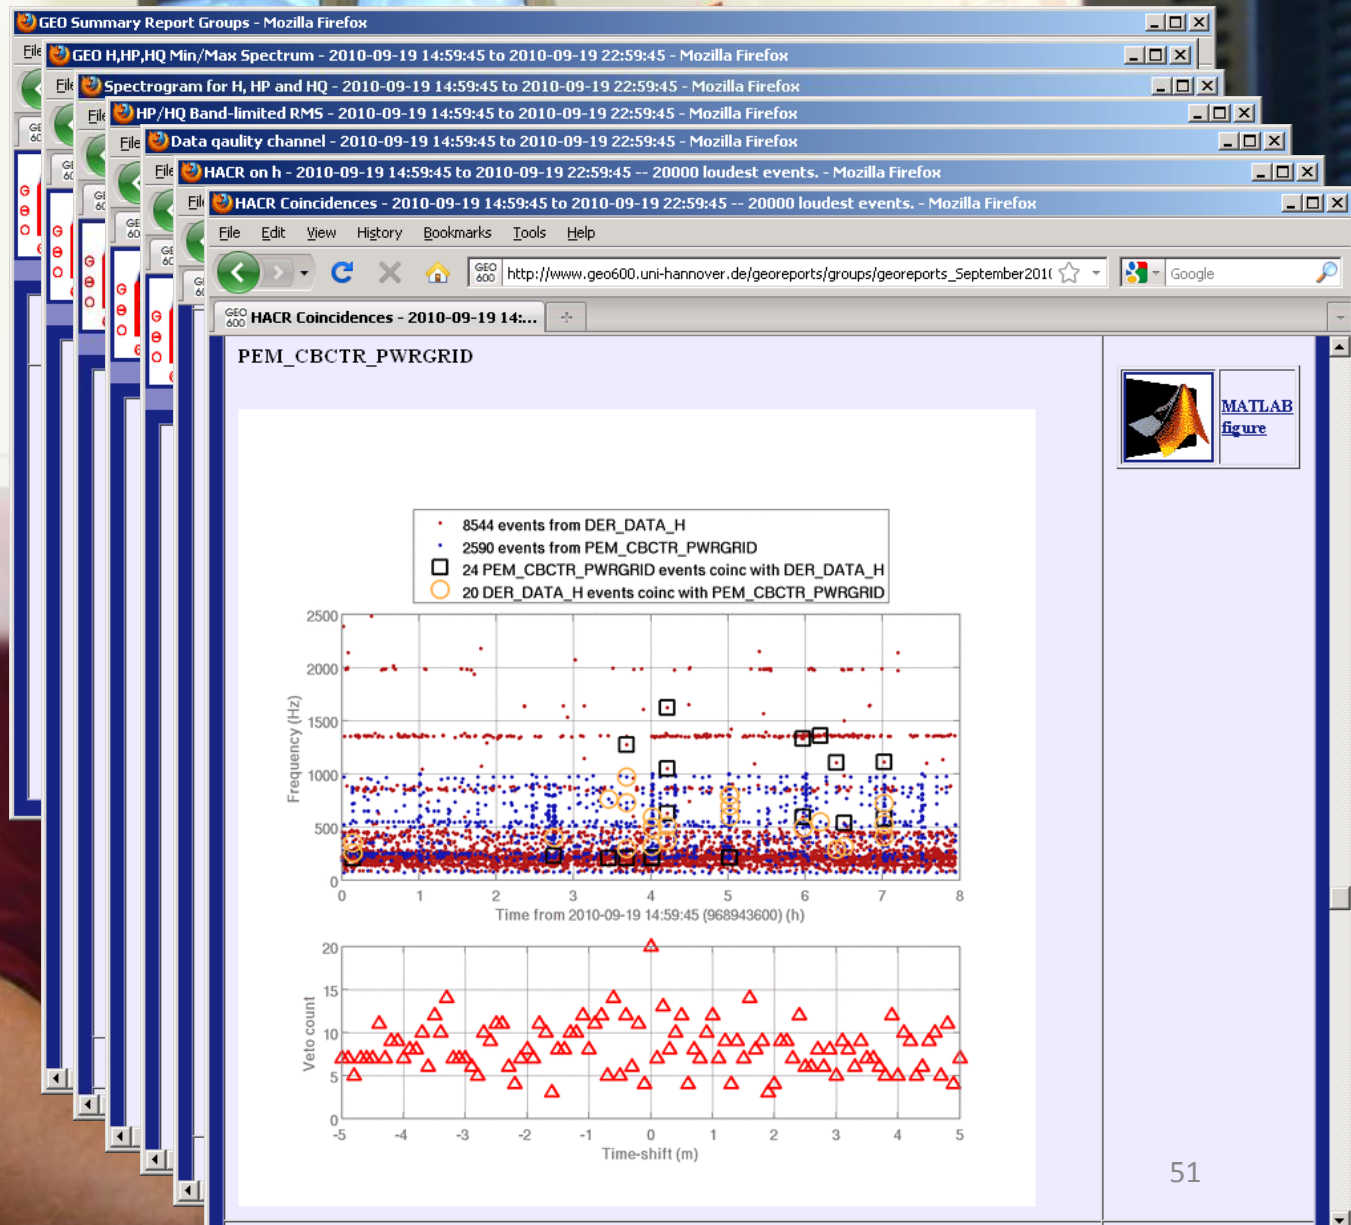 GEO Summary Report Groups - Mozilla Firefox
File
GEO H,HP,HQ Min/Max Spectrum - 2010-09-19 14:59:45 to 2010-09-19 22:59:45 - Mozilla Firefox
File
Spectrogram for H, HP and HQ - 2010-09-19 14:59:45 to 2010-09-19 22:59:45 - Mozilla Firefox
File
HP/HQ Band-limited RMS - 2010-09-19 14:59:45 to 2010-09-19 22:59:45 - Mozilla Firefox
File
Data qaulity channel - 2010-09-19 14:59:45 to 2010-09-19 22:59:45 - Mozilla Firefox
File
HACR on h - 2010-09-19 14:59:45 to 2010-09-19 22:59:45 -- 20000 loudest events. - Mozilla Firefox
HACR Coincidences - 2010-09-19 14:59:45 to 2010-09-19 22:59:45 -- 20000 loudest events. - Mozilla Firefox
File Edit View History Bookmarks Tools Help
GEO 600 http://www.geo600.uni-hannover.de/georeports/groups/georeports_September2010 Google
GEO 600 HACR Coincidences - 2010-09-19 14:...
PEM_CBCTR_PWRGRID
MATLAB
figure
8544 events from DER_DATA_H
2590 events from PEM_CBCTR_PWRGRID
24 PEM_CBCTR_PWRGRID events coinc with DER_DATA_H
20 DER_DATA_H events coinc with PEM_CBCTR_PWRGRID
2500
2000
1500
1000
500
0
Frequency (Hz)
0 1 2 3 4 5 6 7 8
Time from 2010-09-19 14:59:45 (968943600) (h)
20
15
10
5
0
Veto count
-5 -4 -3 -2 -1 0 1 2 3 4 5
Time-shift (m)
51